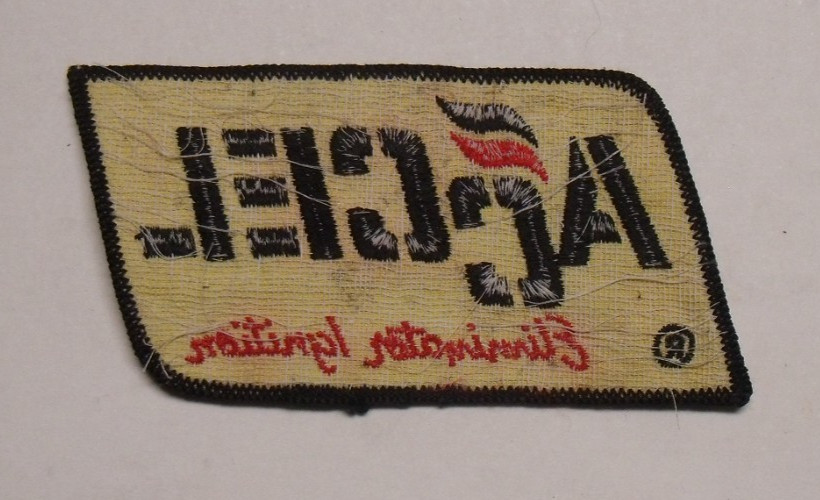 ACCEL
Eliminator Ignition
®